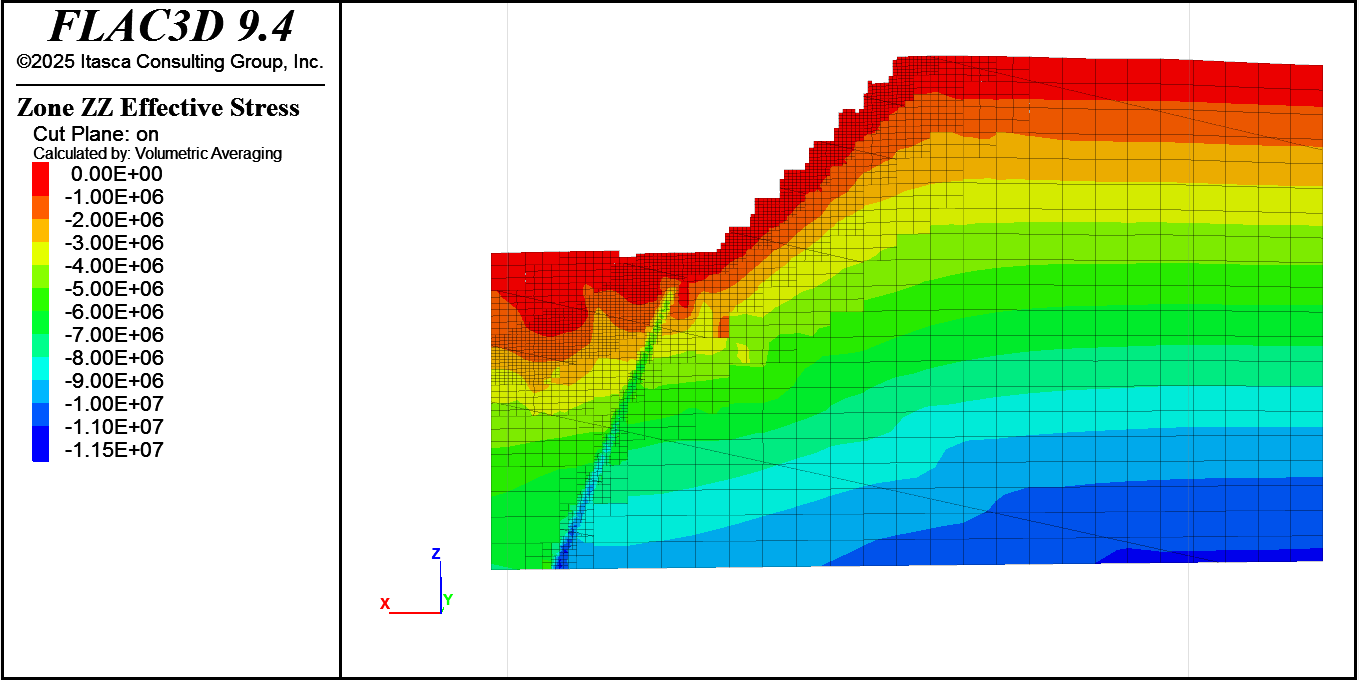 FLAC3D 9.4
©2025 Itasca Consulting Group, Inc.
Zone ZZ Effective Stress
Cut Plane: on
Calculated by: Volumetric Averaging
0.00E+00
-1.00E+06
-2.00E+06
-3.00E+06
-4.00E+06
-5.00E+06
-6.00E+06
-7.00E+06
-8.00E+06
-9.00E+06
-1.00E+07
-1.10E+07
-1.15E+07
Z
X
Y